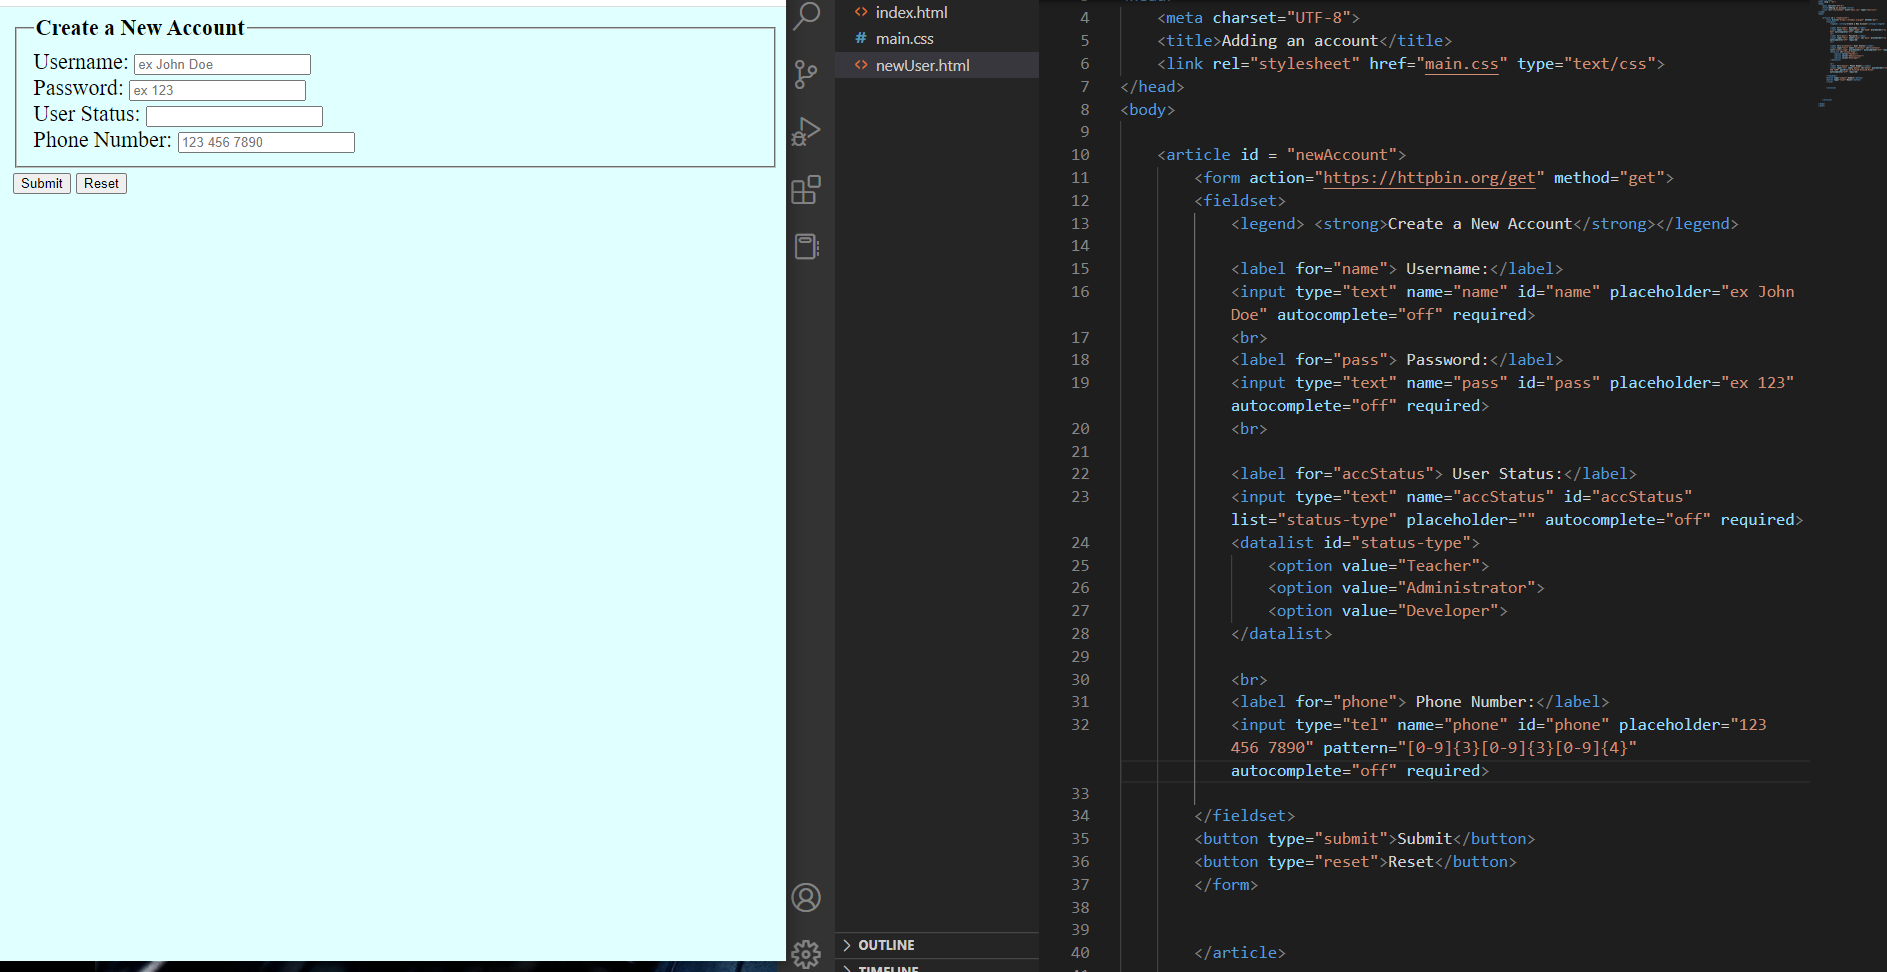 Create a New Account
Username: ex John Doe
Password: ex 123
User Status:
Phone Number: 123 456 7890
Submit Reset
<> index.html
# main.css
<> newUser.html
OUTLINE
TIMELINE
4 <meta charset="UTF-8">
5 <title>Adding an account</title>
6 <link rel="stylesheet" href="main.css" type="text/css">
7 </head>
8 <body>
9
10 <article id = "newAccount">
11 <form action="https://httpbin.org/get" method="get">
12 <fieldset>
13 <legend> <strong>Create a New Account</strong></legend>
14
15 <label for="name"> Username:</label>
16 <input type="text" name="name" id="name" placeholder="ex John
Doe" autocomplete="off" required>
17 <br>
18 <label for="pass"> Password:</label>
19 <input type="text" name="pass" id="pass" placeholder="ex 123"
autocomplete="off" required>
20 <br>
21
22 <label for="accStatus"> User Status:</label>
23 <input type="text" name="accStatus" id="accStatus"
list="status-type" placeholder="" autocomplete="off" required>
24 <datalist id="status-type">
25 <option value="Teacher">
26 <option value="Administrator">
27 <option value="Developer">
28 </datalist>
29
30 <br>
31 <label for="phone"> Phone Number:</label>
32 <input type="tel" name="phone" id="phone" placeholder="123
456 7890" pattern="[0-9]{3}[0-9]{3}[0-9]{4}"
autocomplete="off" required>
33
34 </fieldset>
35 <button type="submit">Submit</button>
36 <button type="reset">Reset</button>
37 </form>
38
39
40 </article>